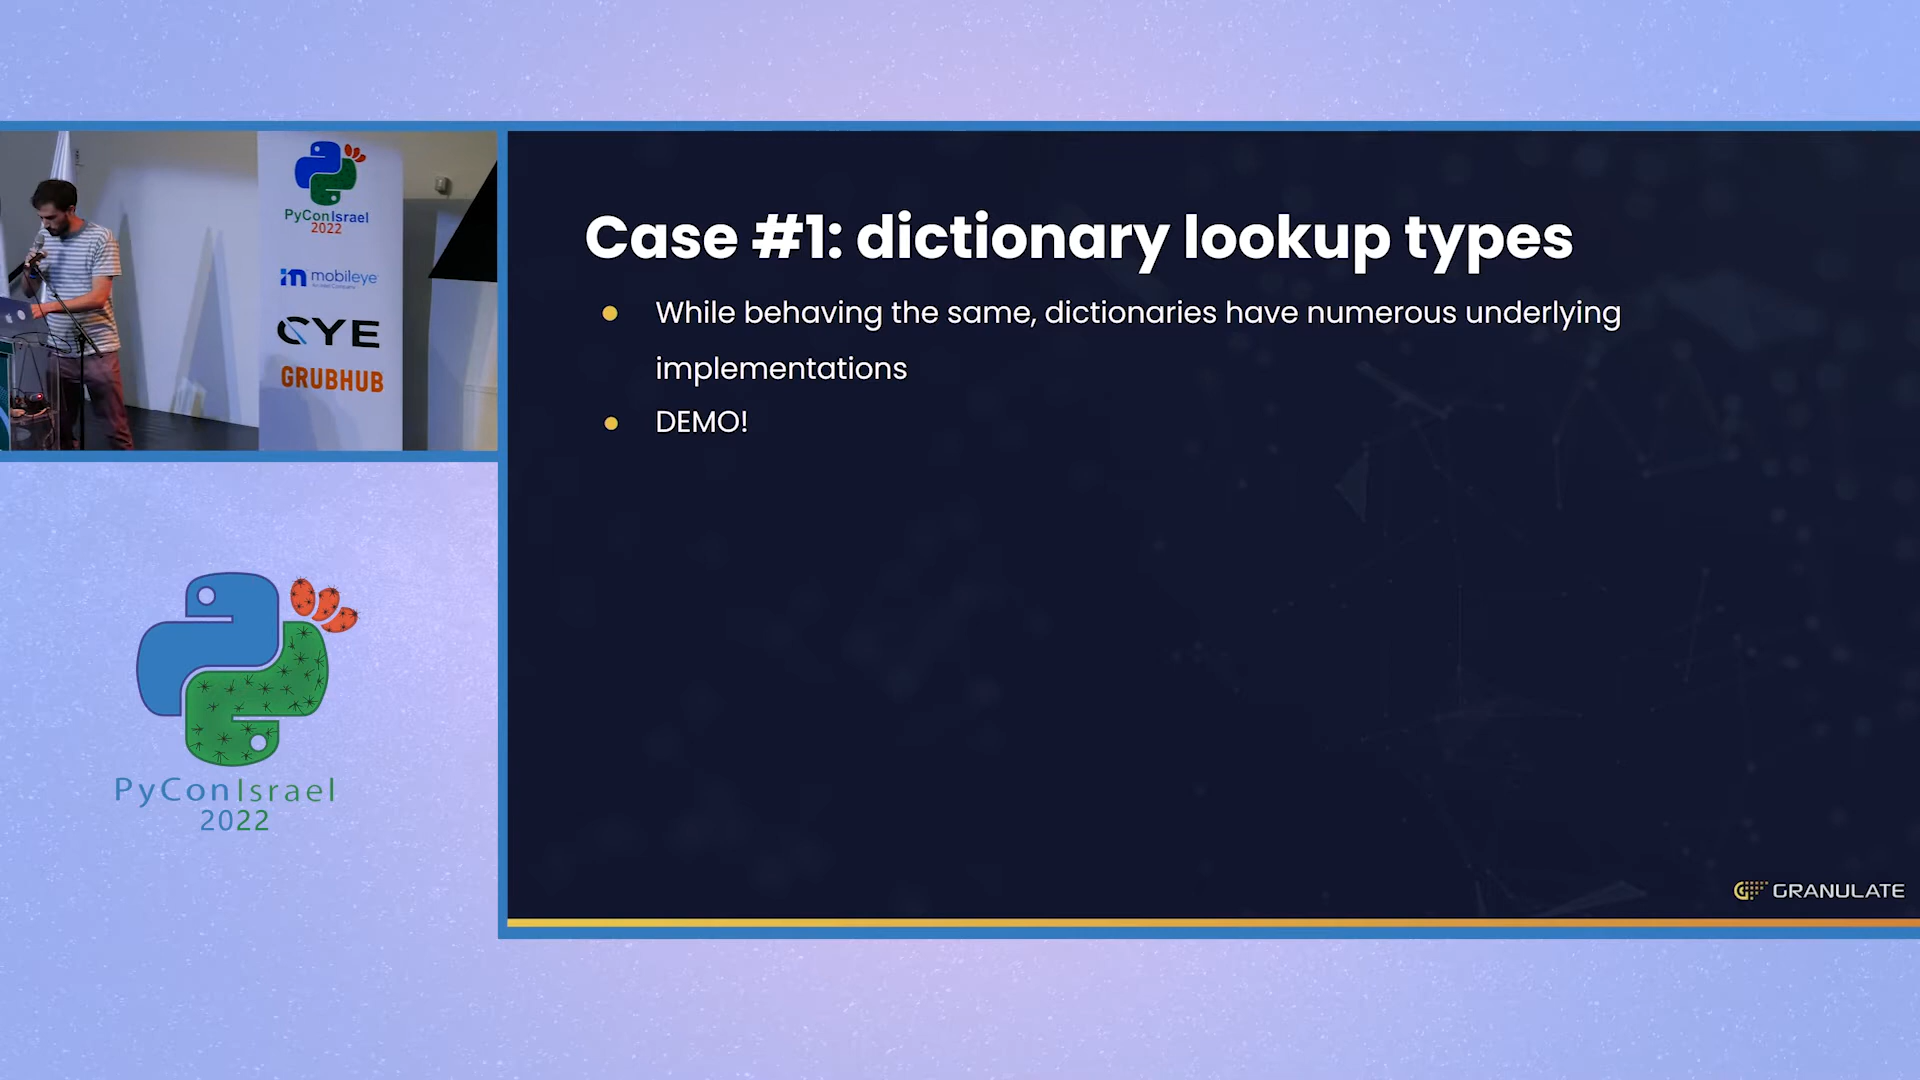 PyConIsrael
2022
mobileye
CYE
GRUBHUB
Case #1: dictionary lookup types
While behaving the same, dictionaries have numerous underlying
implementations
DEMO!
GRANULATE
PyConIsrael
2022